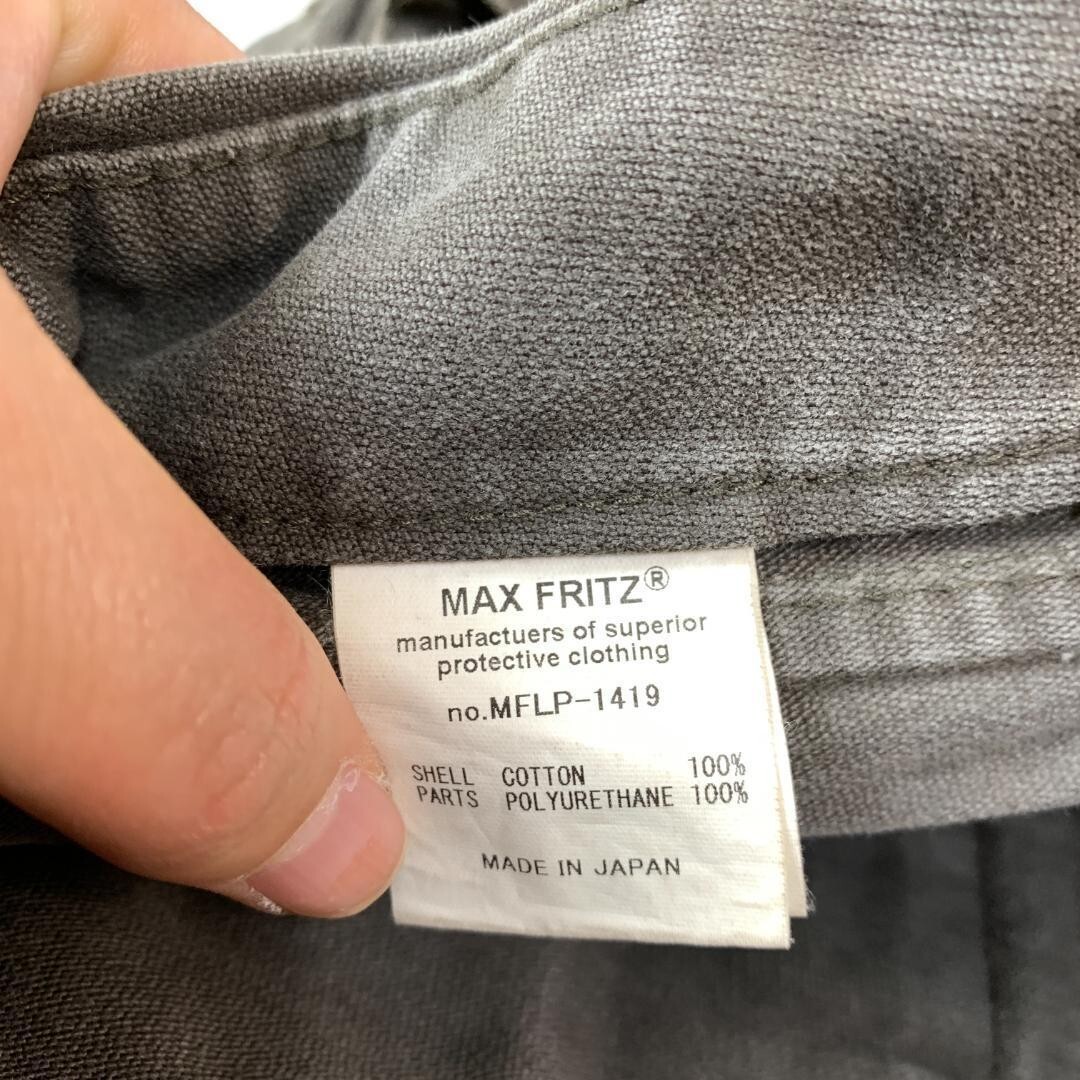 MAX FRITZ®
manufactuers of superior
protective clothing
no.MFLP-1419
SHELL COTTON 100%
PARTS POLYURETHANE 100%
MADE IN JAPAN